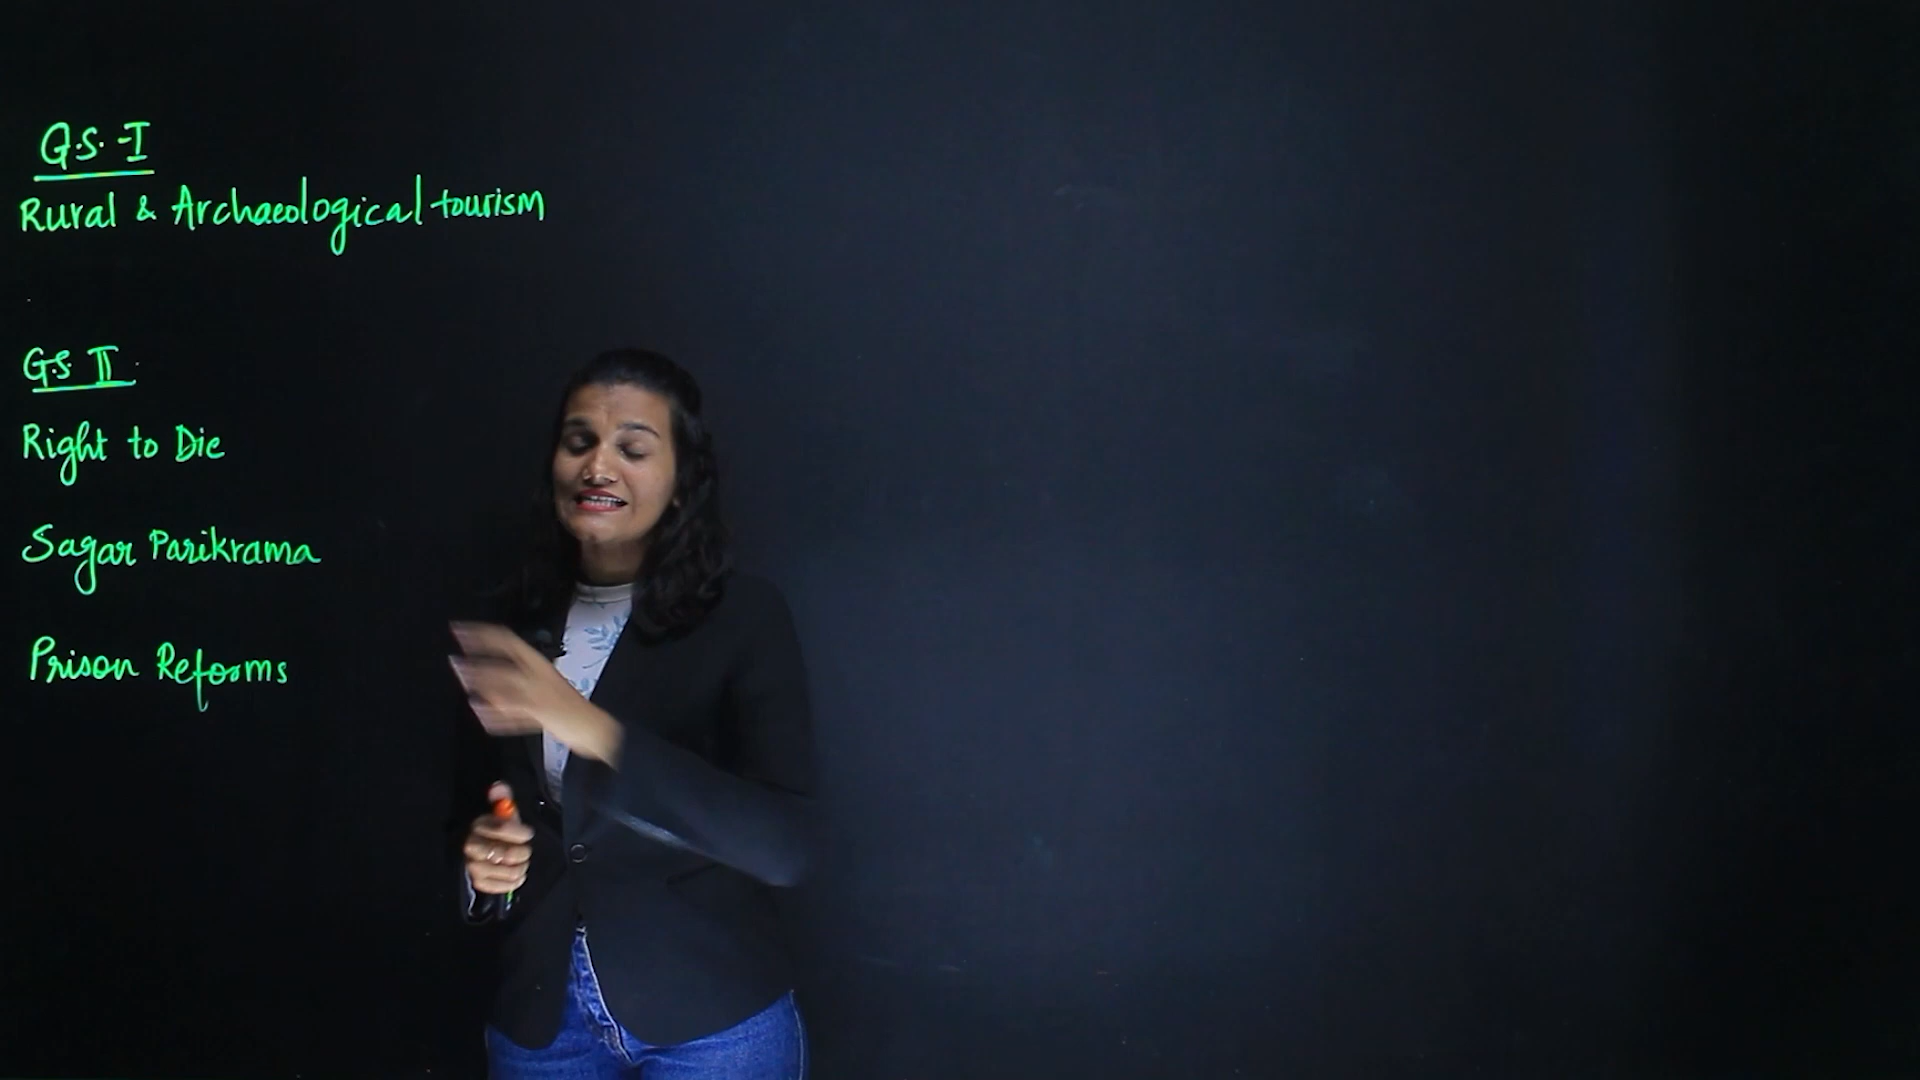 G.S. -I
Rural & Archaeological tourism
G.S II
Right to Die
Sagar Parikrama
Prison Reforms